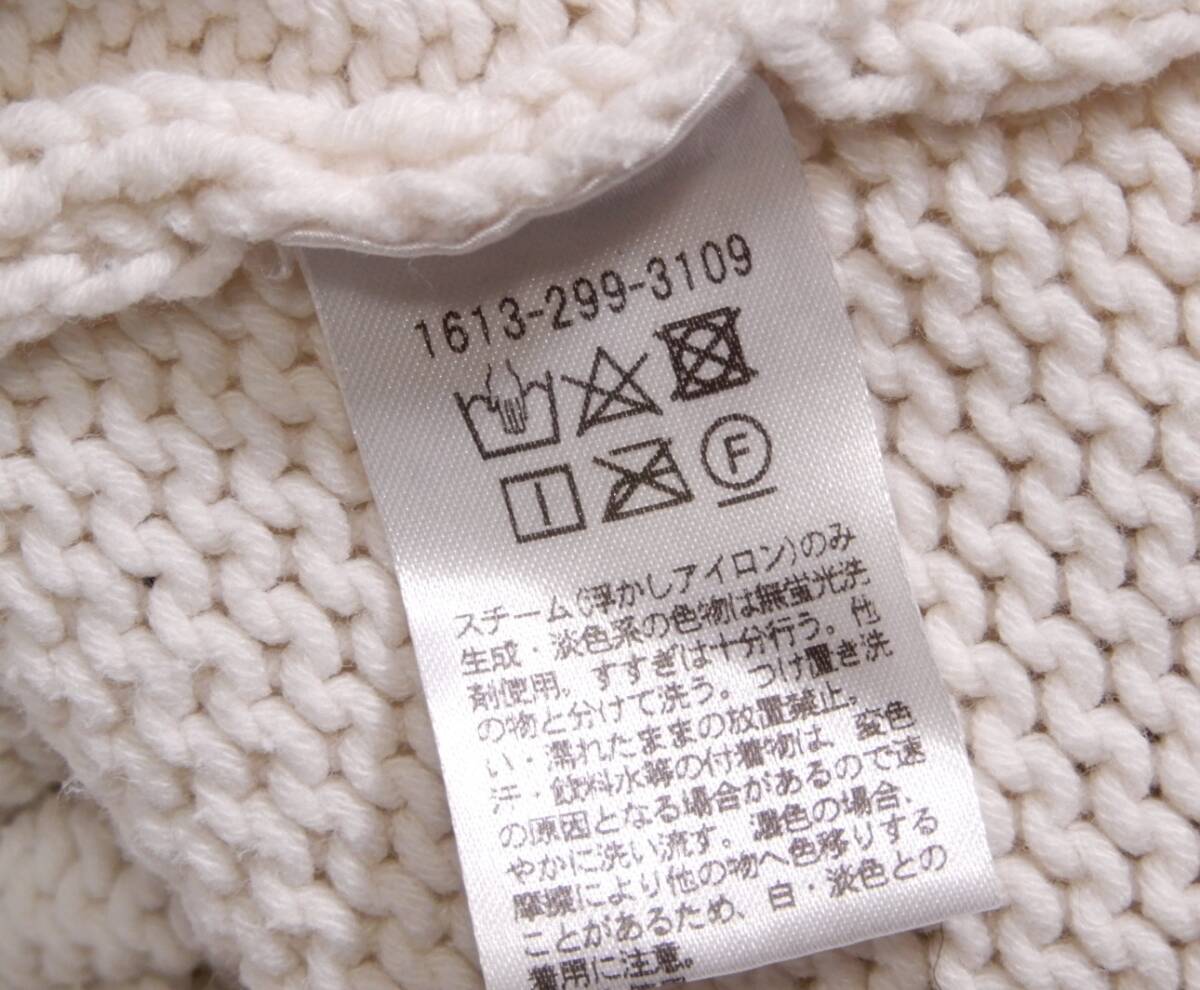 1613-299-3109
F
スチーム(浮かしアイロン)のみ
生成・淡色系の色物は無蛍光洗
剤使用。すすぎは十分行う。他
の物と分けて洗う。つけ置き洗
い・濡れたままの放置禁止。
汗・飲料水等の付着物は、変色
の原因となる場合があるので速
やかに洗い流す。濃色の場合、
摩擦により他の物へ色移りする
ことがあるため、白・淡色との
着用に注意。